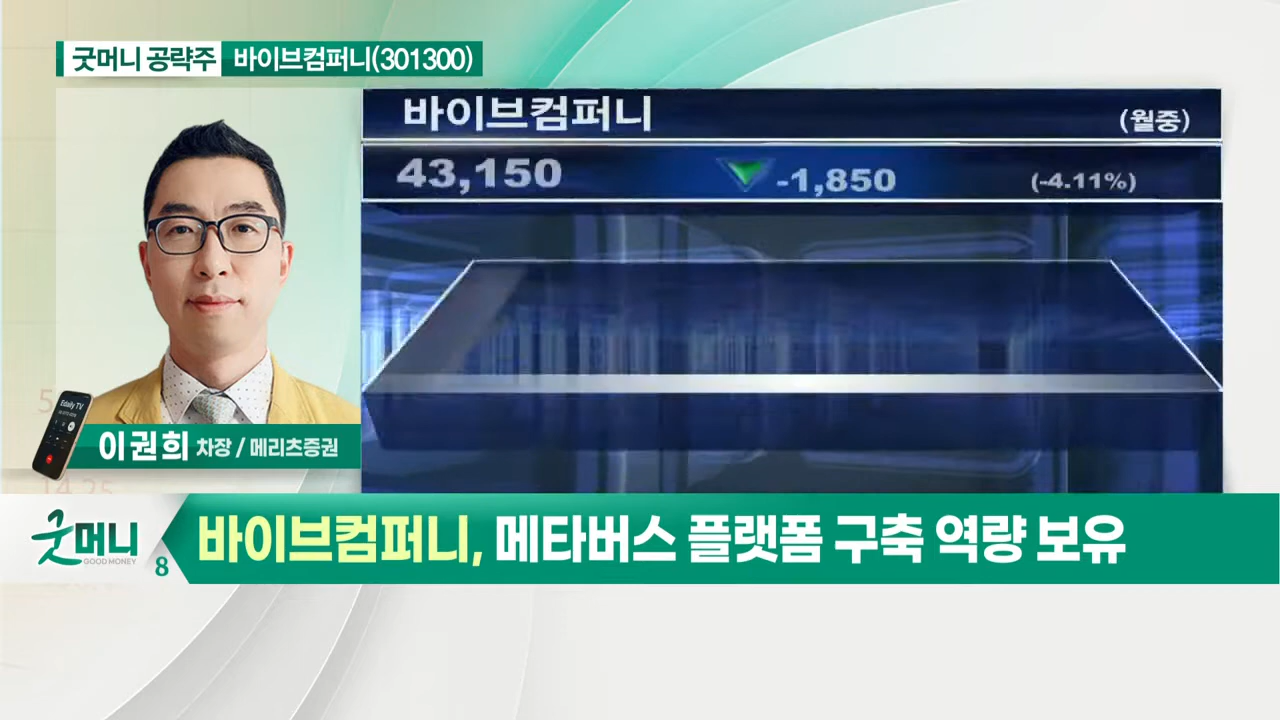 굿머니 공략주 바이브컴퍼니(301300)
바이브컴퍼니 (월중)
43,150 -1,850 (-4.11%)
Edaily TV
이권희 차장 / 메리츠증권
14.25
굿머니
GOOD MONEY
8
바이브컴퍼니, 메타버스 플랫폼 구축 역량 보유